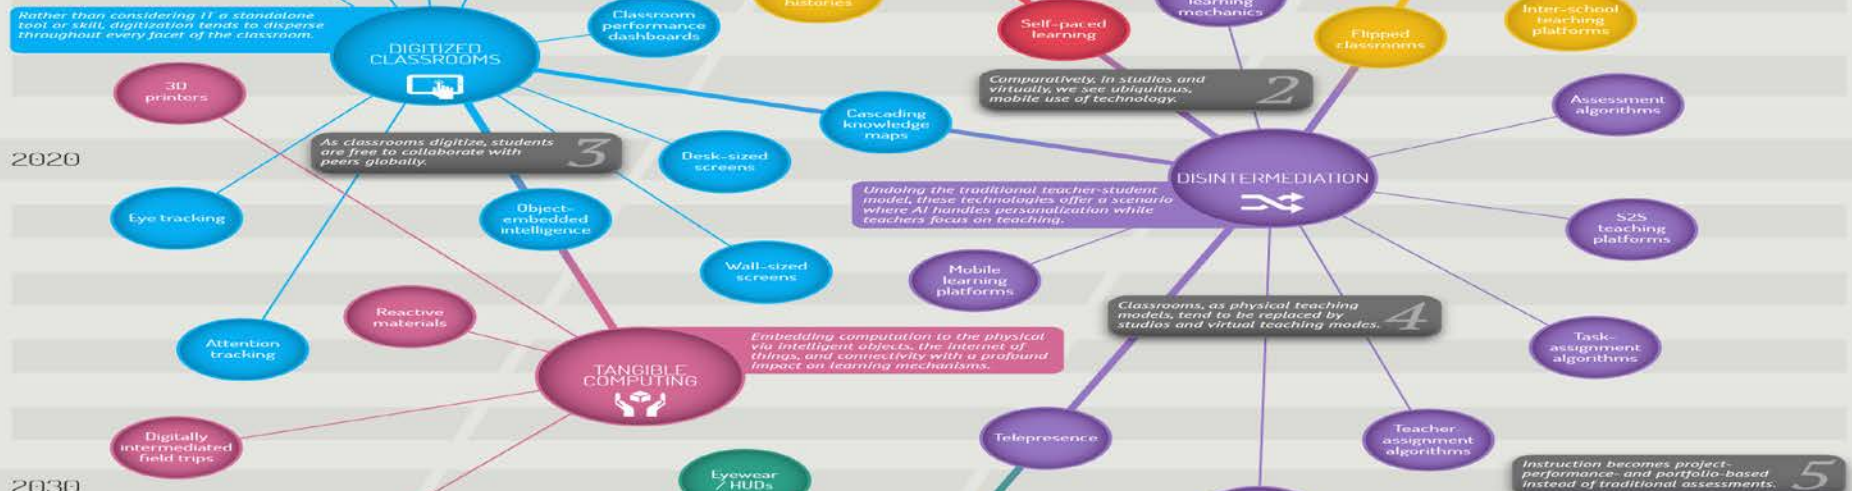 Rather than considering IT a standalone
tool or skill, digitization tends to disperse
throughout every facet of the classroom.
DIGITIZED
CLASSROOMS
Classroom
performance
dashboards
histories
Self-paced
learning
learning
mechanics
Flipped
classrooms
Inter-school
teaching
platforms
3D
printers
Comparatively, in studios and
virtually, we see ubiquitous,
mobile use of technology.
2
Assessment
algorithms
Cascading
knowledge
maps
2020
As classrooms digitize, students
are free to collaborate with
peers globally.
3
Desk-sized
screens
DISINTERMEDIATION
Undoing the traditional teacher-student
model, these technologies offer a scenario
where AI handles personalization while
teachers focus on teaching.
Eye tracking
Object-
embedded
intelligence
S2S
teaching
platforms
Wall-sized
screens
Mobile
learning
platforms
Reactive
materials
Classrooms, as physical teaching
models, tend to be replaced by
studios and virtual teaching modes.
4
Attention
tracking
Embedding computation to the physical
via intelligent objects, the internet of
things, and connectivity with a profound
impact on learning mechanisms.
Task-
assignment
algorithms
TANGIBLE
COMPUTING
Digitally
intermediated
field trips
Telepresence
Teacher-
assignment
algorithms
Eyewear
/ HUDs
Instruction becomes project-
performance- and portfolio-based
instead of traditional assessments.
5
2030